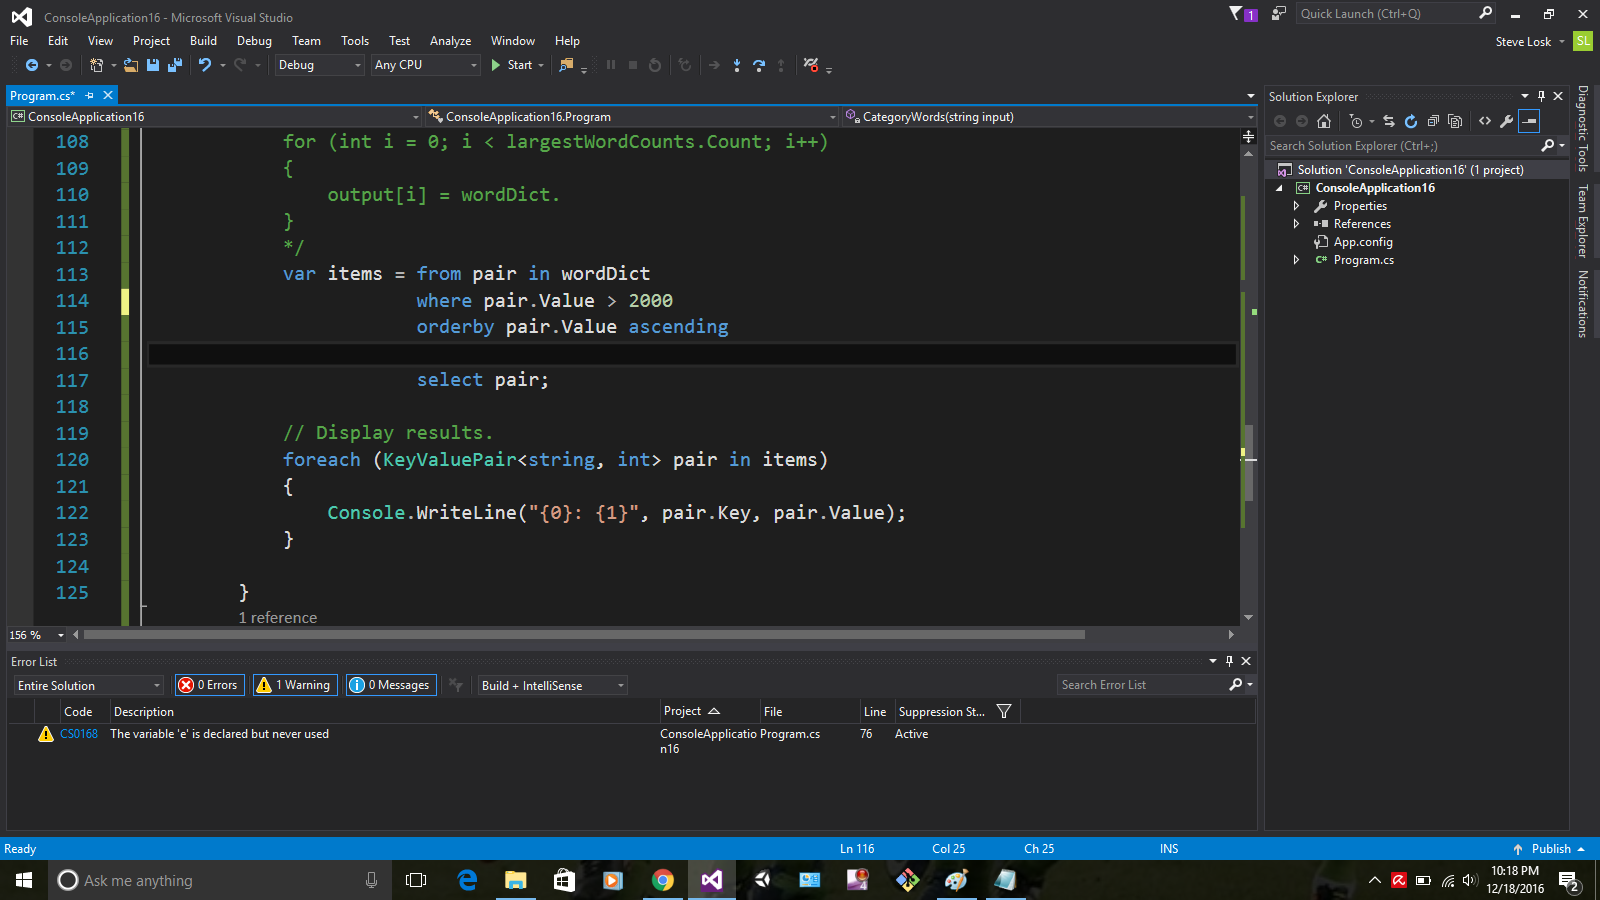 ConsoleApplication16 - Microsoft Visual Studio
1
Quick Launch (Ctrl+Q)
File Edit View Project Build Debug Team Tools Test Analyze Window Help
Steve Losk
SL
Debug Any CPU Start
Program.cs*
ConsoleApplication16 ConsoleApplication16.Program CategoryWords(string input)
108 for (int i = 0; i < largestWordCounts.Count; i++)
109 {
110 output[i] = wordDict.
111 }
112 */
113 var items = from pair in wordDict
114 where pair.Value > 2000
115 orderby pair.Value ascending
116
117 select pair;
118
119 // Display results.
120 foreach (KeyValuePair<string, int> pair in items)
121 {
122 Console.WriteLine("{0}: {1}", pair.Key, pair.Value);
123 }
124
125 }
1 reference
156 %
Solution Explorer
Search Solution Explorer (Ctrl+;)
Solution 'ConsoleApplication16' (1 project)
C# ConsoleApplication16
Properties
References
App.config
C# Program.cs
Diagnostic Tools
Team Explorer
Notifications
Error List
Entire Solution 0 Errors 1 Warning 0 Messages Build + IntelliSense Search Error List
Code Description Project File Line Suppression St...
CS0168 The variable 'e' is declared but never used ConsoleApplicatio Program.cs 76 Active
n16
Ready Ln 116 Col 25 Ch 25 INS Publish
Ask me anything
10:18 PM
12/18/2016
2